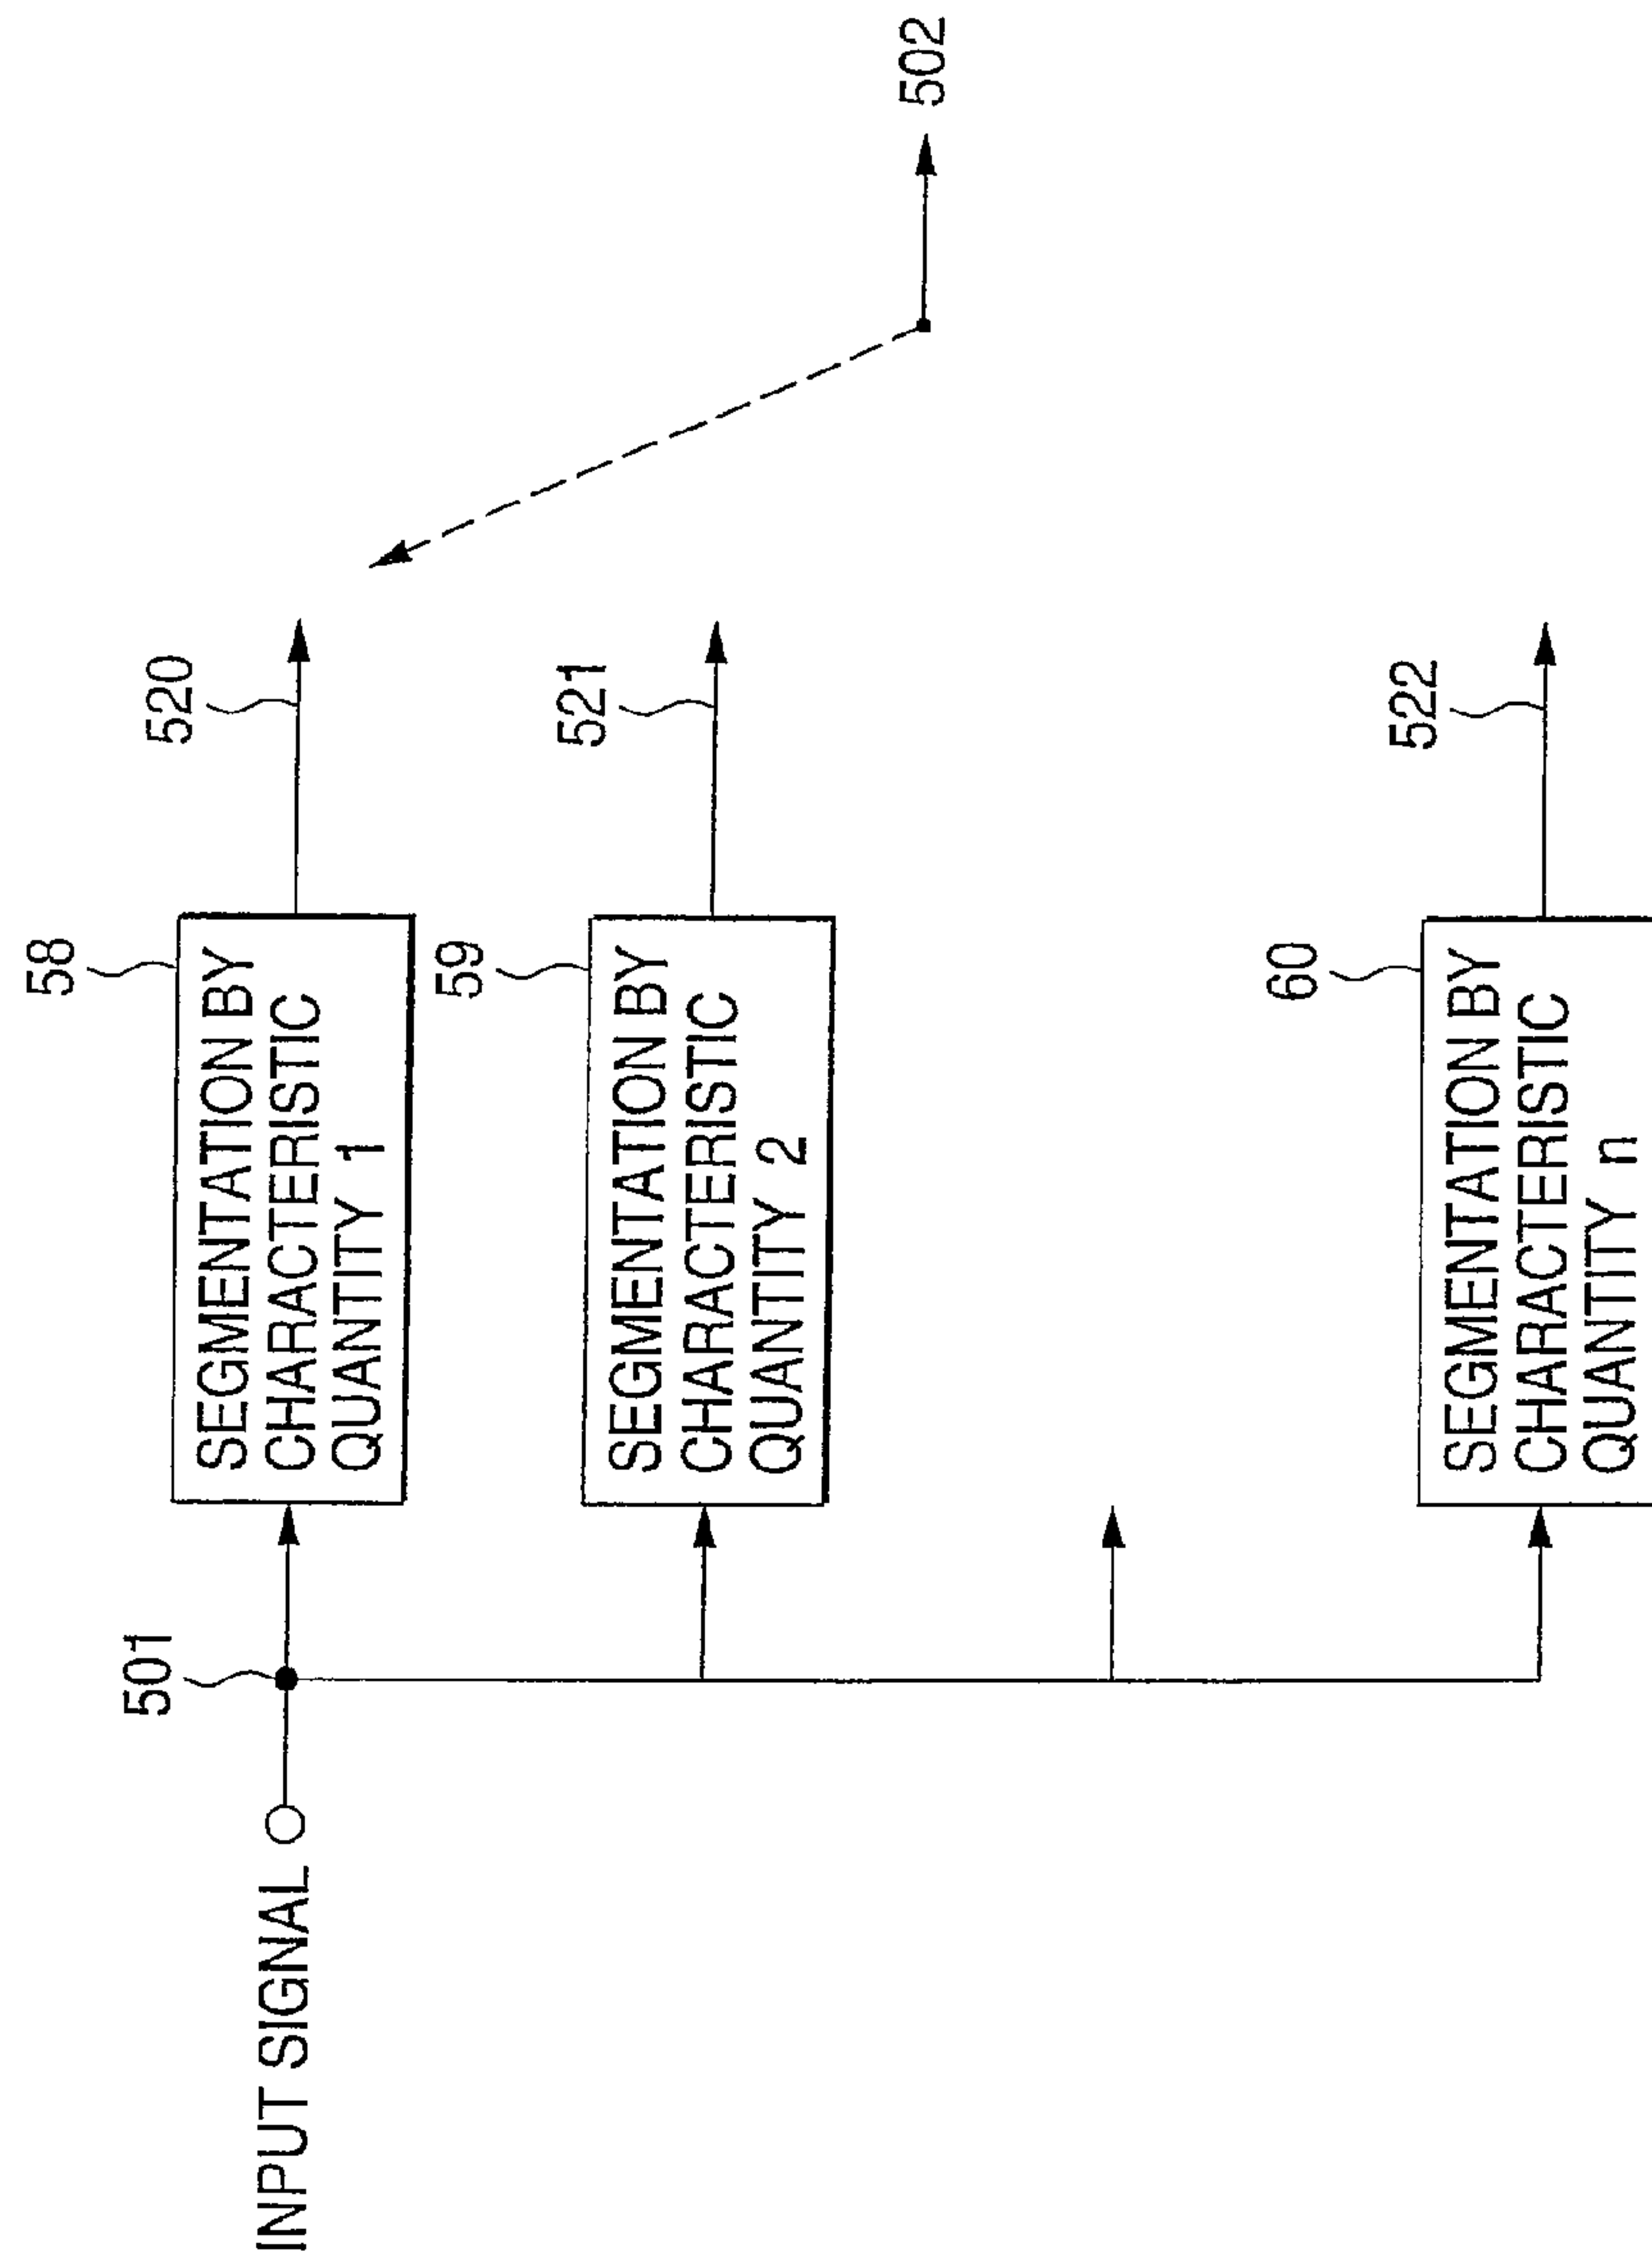 INPUT SIGNAL
501
58
SEGMENTATION BY
CHARACTERISTIC
QUANTITY 1
520
59
SEGMENTATION BY
CHARACTERISTIC
QUANTITY 2
521
502
60
SEGMENTATION BY
CHARACTERISTIC
QUANTITY n
522